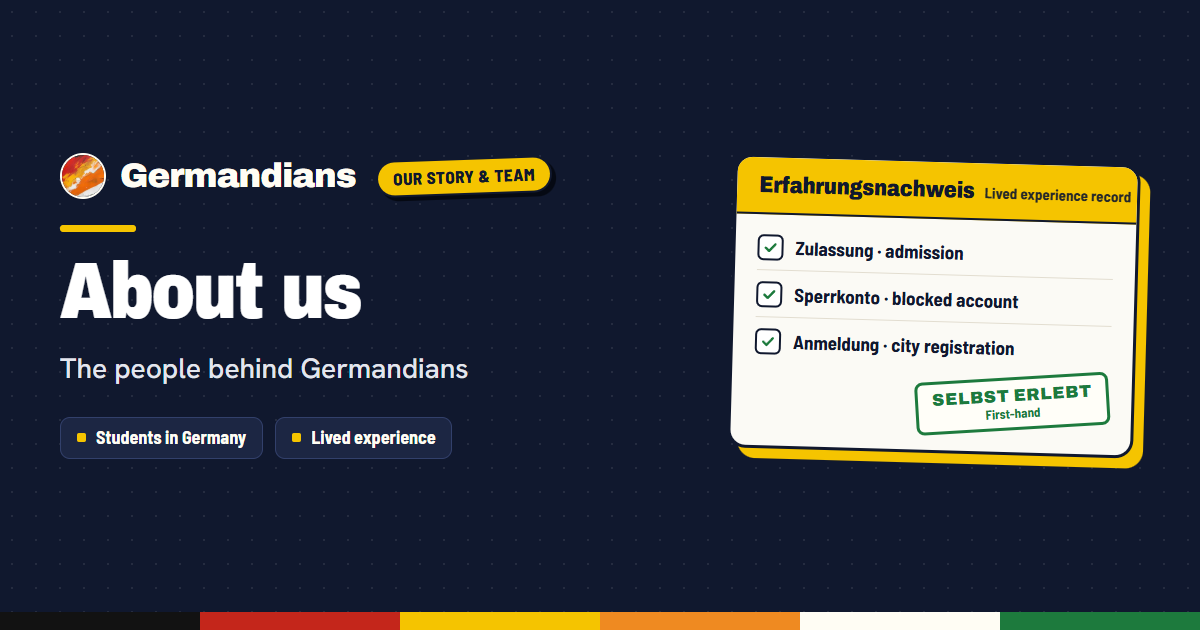 Germandians
OUR STORY & TEAM
About us
The people behind Germandians
Students in Germany
Lived experience
Erfahrungsnachweis Lived experience record
Zulassung · admission
Sperrkonto · blocked account
Anmeldung · city registration
SELBST ERLEBT
First-hand